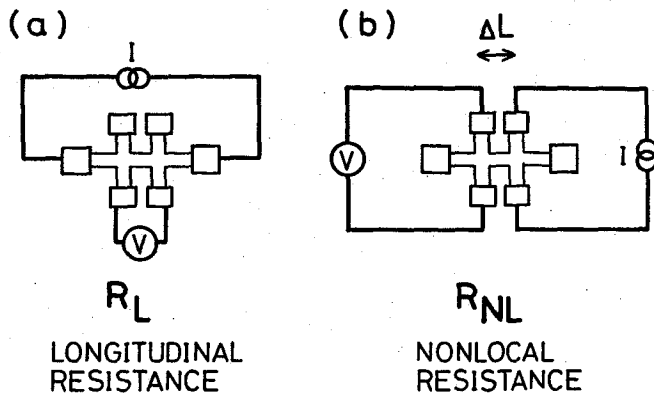 (a)
I
V
R_L
LONGITUDINAL
RESISTANCE
(b)
ΔL
V
I
R_NL
NONLOCAL
RESISTANCE